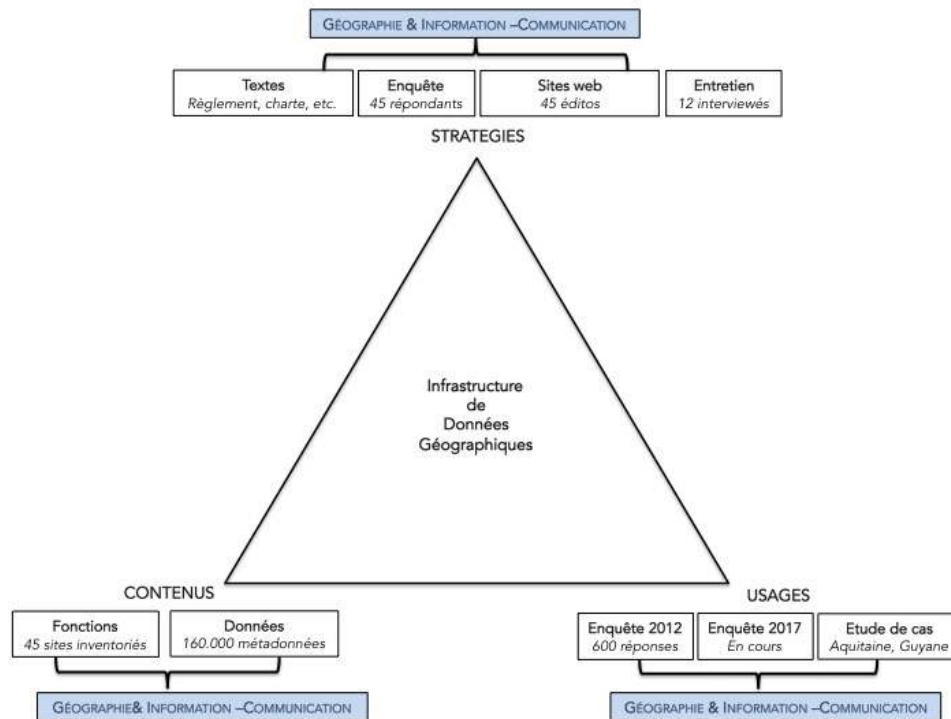 GÉOGRAPHIE & INFORMATION –COMMUNICATION
Textes
Règlement, charte, etc.
Enquête
45 répondants
Sites web
45 éditos
Entretien
12 interviewés
STRATEGIES
Infrastructure
de
Données
Géographiques
CONTENUS
Fonctions
45 sites inventoriés
Données
160.000 métadonnées
GÉOGRAPHIE& INFORMATION –COMMUNICATION
USAGES
Enquête 2012
600 réponses
Enquête 2017
En cours
Etude de cas
Aquitaine, Guyane
GÉOGRAPHIE & INFORMATION –COMMUNICATION